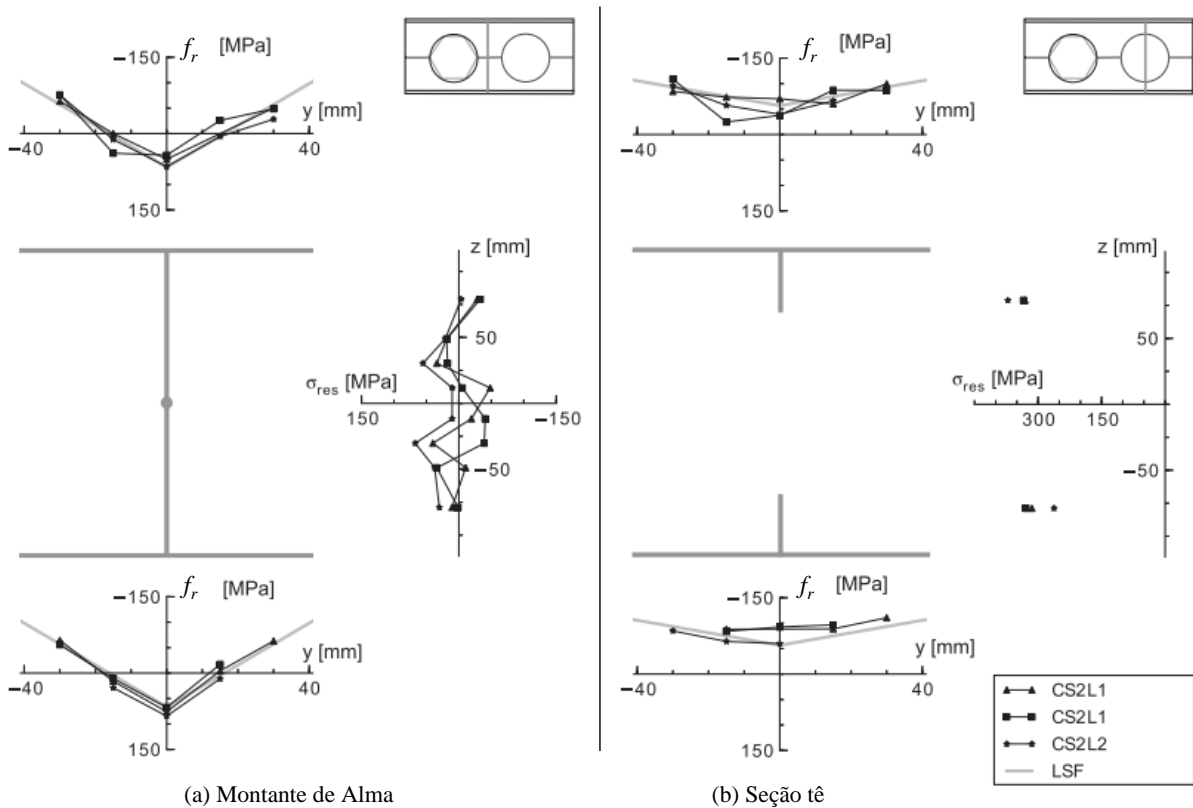 −150 f_r [MPa]
y [mm]
−40 40
150
z [mm]
50
σ_res [MPa]
150 −150
−50
−150 f_r [MPa]
y [mm]
−40 40
150
(a) Montante de Alma
−150 f_r [MPa]
y [mm]
−40 40
150
z [mm]
50
σ_res [MPa]
300 150
−50
−150 f_r [MPa]
y [mm]
−40 40
150
CS2L1
CS2L1
CS2L2
LSF
(b) Seção tê